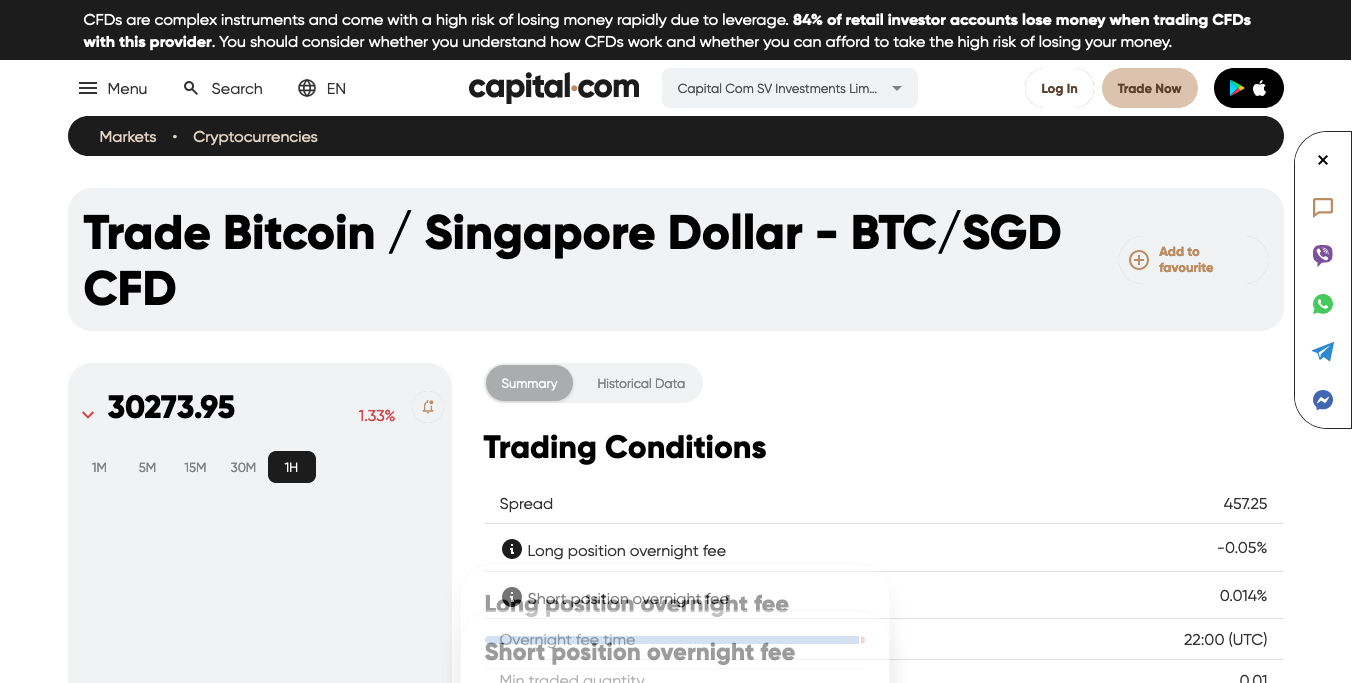 CFDs are complex instruments and come with a high risk of losing money rapidly due to leverage. 84% of retail investor accounts lose money when trading CFDs
with this provider. You should consider whether you understand how CFDs work and whether you can afford to take the high risk of losing your money.
Menu
Search
EN
capital.com
Capital Com SV Investments Lim...
Log In
Trade Now
Markets • Cryptocurrencies
Trade Bitcoin / Singapore Dollar - BTC/SGD
CFD
Add to
favourite
30273.95
1.33%
1M 5M 15M 30M 1H
Summary
Historical Data
Trading Conditions
Spread 457.25
Long position overnight fee -0.05%
Short position overnight fee 0.014%
Long position overnight fee
Overnight fee time 22:00 (UTC)
Short position overnight fee
Min traded quantity 0.01